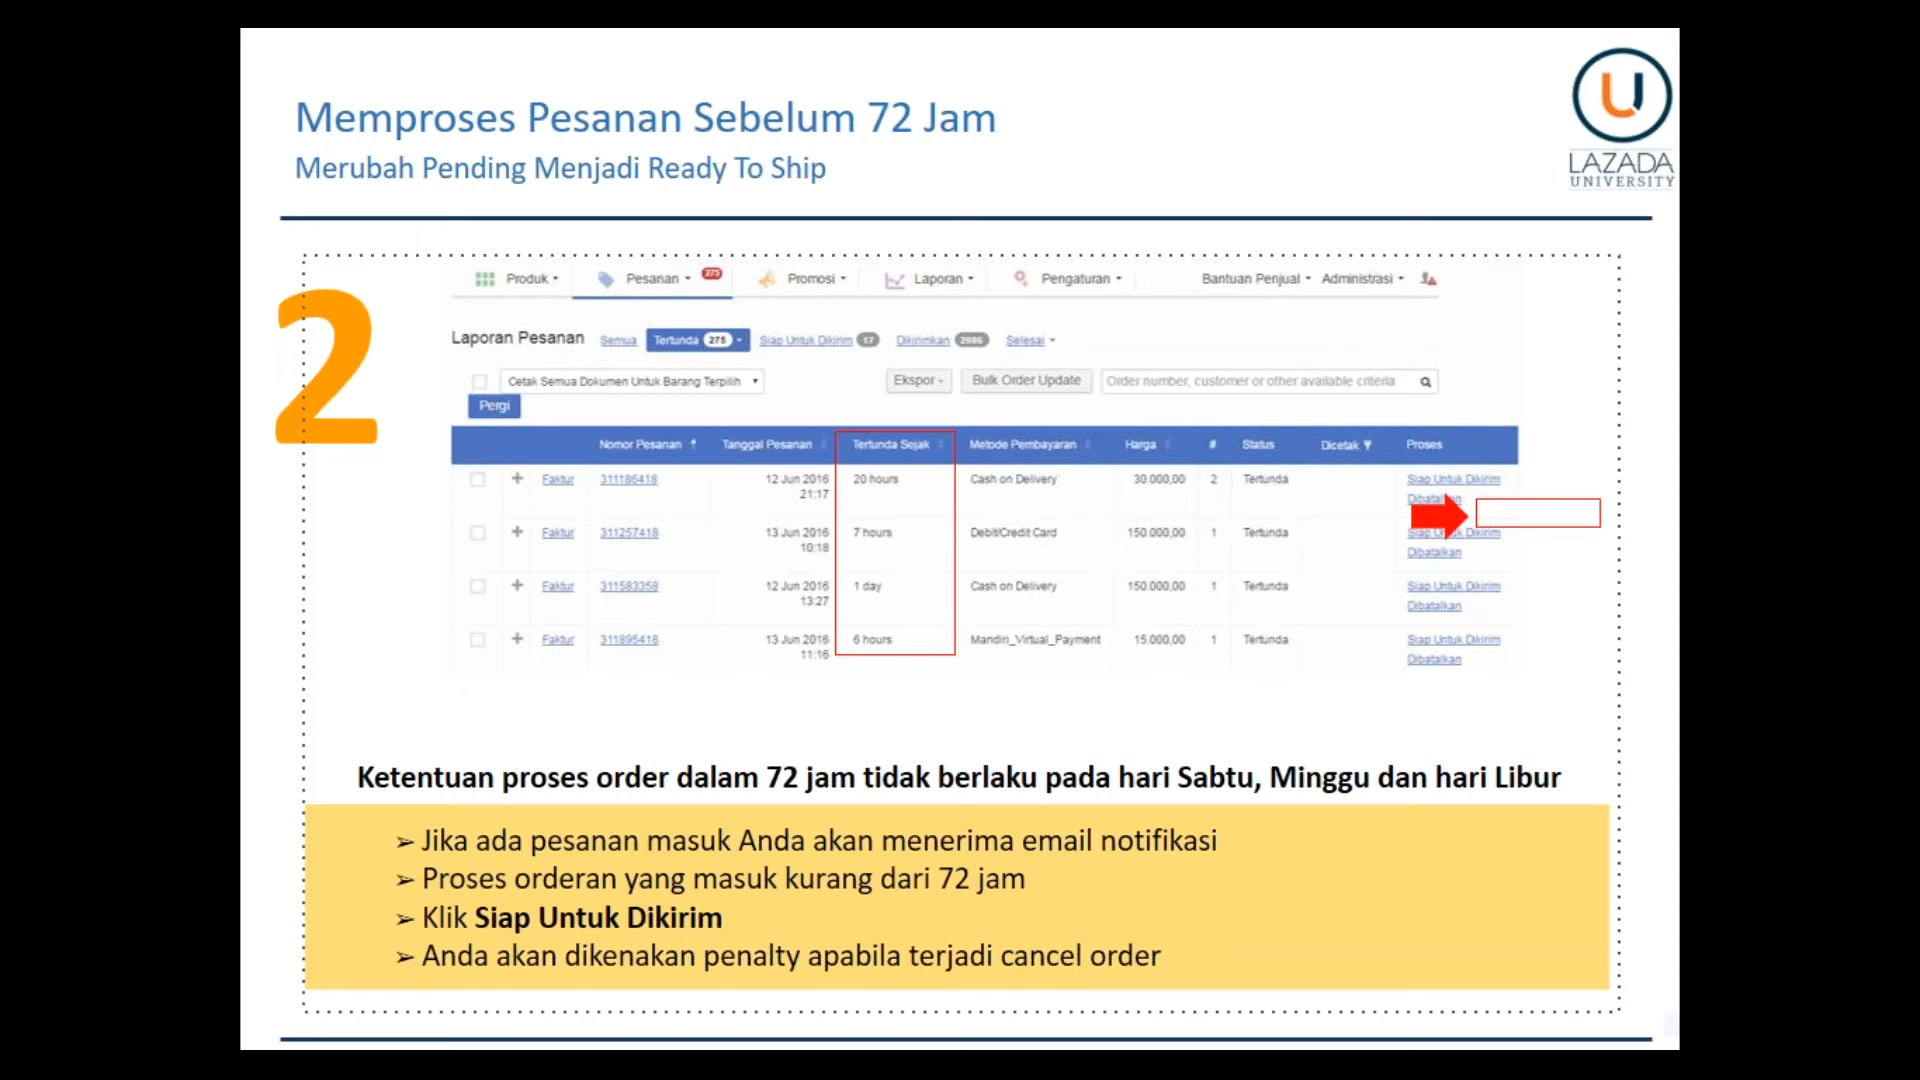 Memproses Pesanan Sebelum 72 Jam
Merubah Pending Menjadi Ready To Ship
U
LAZADA
UNIVERSITY
2
Produk Pesanan 275 Promosi Laporan Pengaturan Bantuan Penjual Administrasi
Laporan Pesanan Semua Tertunda 275 Siap Untuk Dikirim 17 Dikirimkan Selesai
Cetak Semua Dokumen Untuk Barang Terpilih Ekspor Bulk Order Update Order number, customer or other available criteria
Pergi
Nomor Pesanan Tanggal Pesanan Tertunda Sejak Metode Pembayaran Harga # Status Dicetak Proses
+ Faktur 311186418 12 Jun 2016 20 hours Cash on Delivery 30.000,00 2 Tertunda Siap Untuk Dikirim
21:17 Dibatalkan
+ Faktur 311257418 13 Jun 2016 7 hours Debit/Credit Card 150.000,00 1 Tertunda Siap Untuk Dikirim
10:18 Dibatalkan
+ Faktur 311583358 12 Jun 2016 1 day Cash on Delivery 150.000,00 1 Tertunda Siap Untuk Dikirim
13:27 Dibatalkan
+ Faktur 311895418 13 Jun 2016 6 hours Mandiri_Virtual_Payment 15.000,00 1 Tertunda Siap Untuk Dikirim
11:16 Dibatalkan
Ketentuan proses order dalam 72 jam tidak berlaku pada hari Sabtu, Minggu dan hari Libur
➢ Jika ada pesanan masuk Anda akan menerima email notifikasi
➢ Proses orderan yang masuk kurang dari 72 jam
➢ Klik Siap Untuk Dikirim
➢ Anda akan dikenakan penalty apabila terjadi cancel order